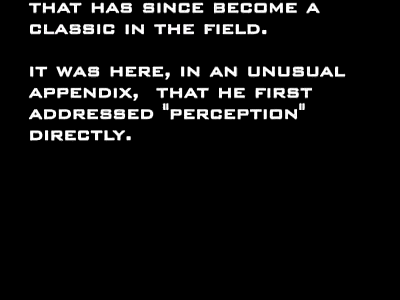 THAT HAS SINCE BECOME A
CLASSIC IN THE FIELD.
IT WAS HERE, IN AN UNUSUAL
APPENDIX,  THAT HE FIRST
ADDRESSED "PERCEPTION"
DIRECTLY.